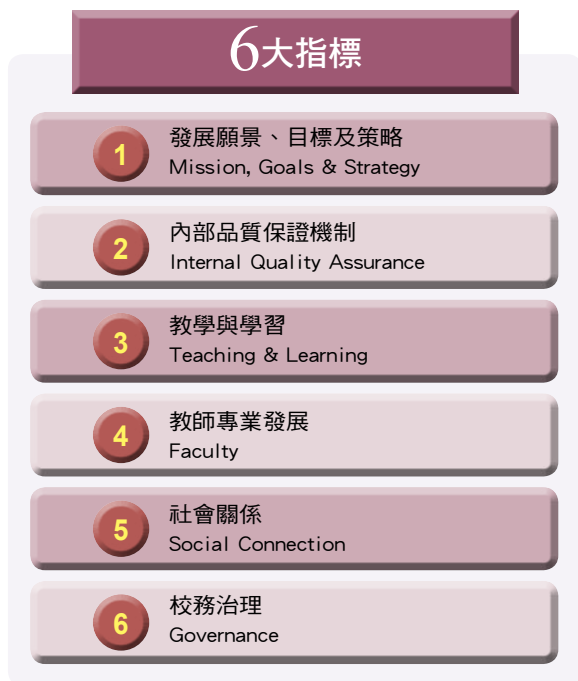 6大指標
1
發展願景、目標及策略
Mission, Goals & Strategy
2
內部品質保證機制
Internal Quality Assurance
3
教學與學習
Teaching & Learning
4
教師專業發展
Faculty
5
社會關係
Social Connection
6
校務治理
Governance